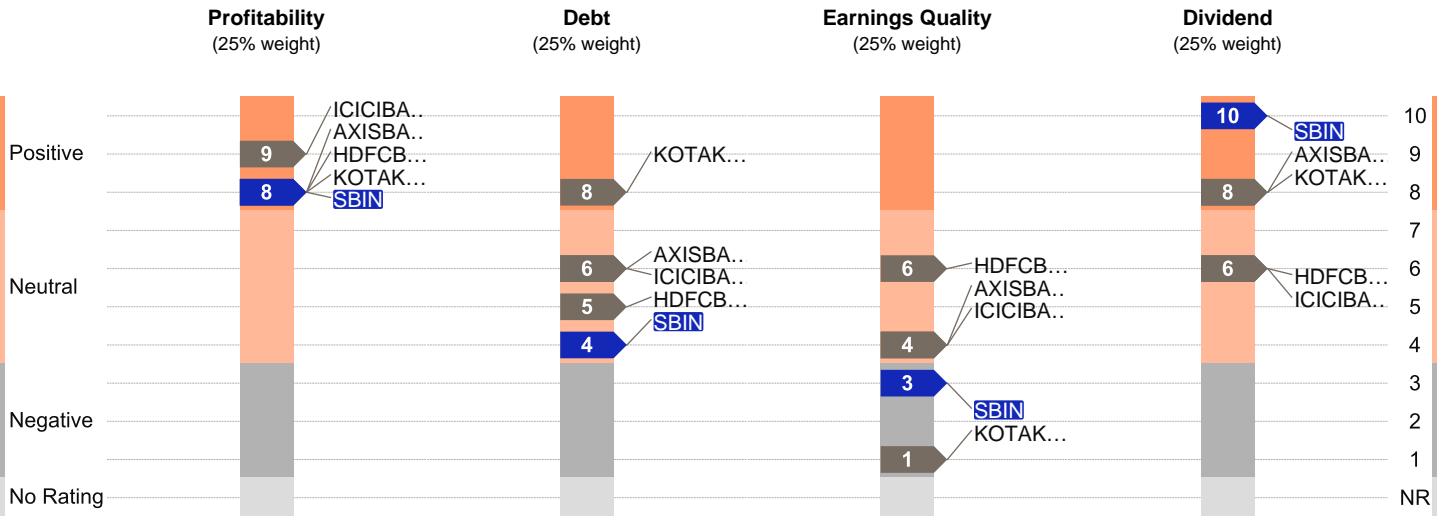 Profitability
(25% weight)
Debt
(25% weight)
Earnings Quality
(25% weight)
Dividend
(25% weight)
Positive
Neutral
Negative
No Rating
9
8
ICICIBA..
AXISBA..
HDFCB...
KOTAK...
SBIN
8
6
5
4
KOTAK...
AXISBA..
ICICIBA..
HDFCB...
SBIN
6
4
3
1
HDFCB...
AXISBA..
ICICIBA..
SBIN
KOTAK...
10
8
6
SBIN
AXISBA..
KOTAK...
HDFCB...
ICICIBA..
10
9
8
7
6
5
4
3
2
1
NR